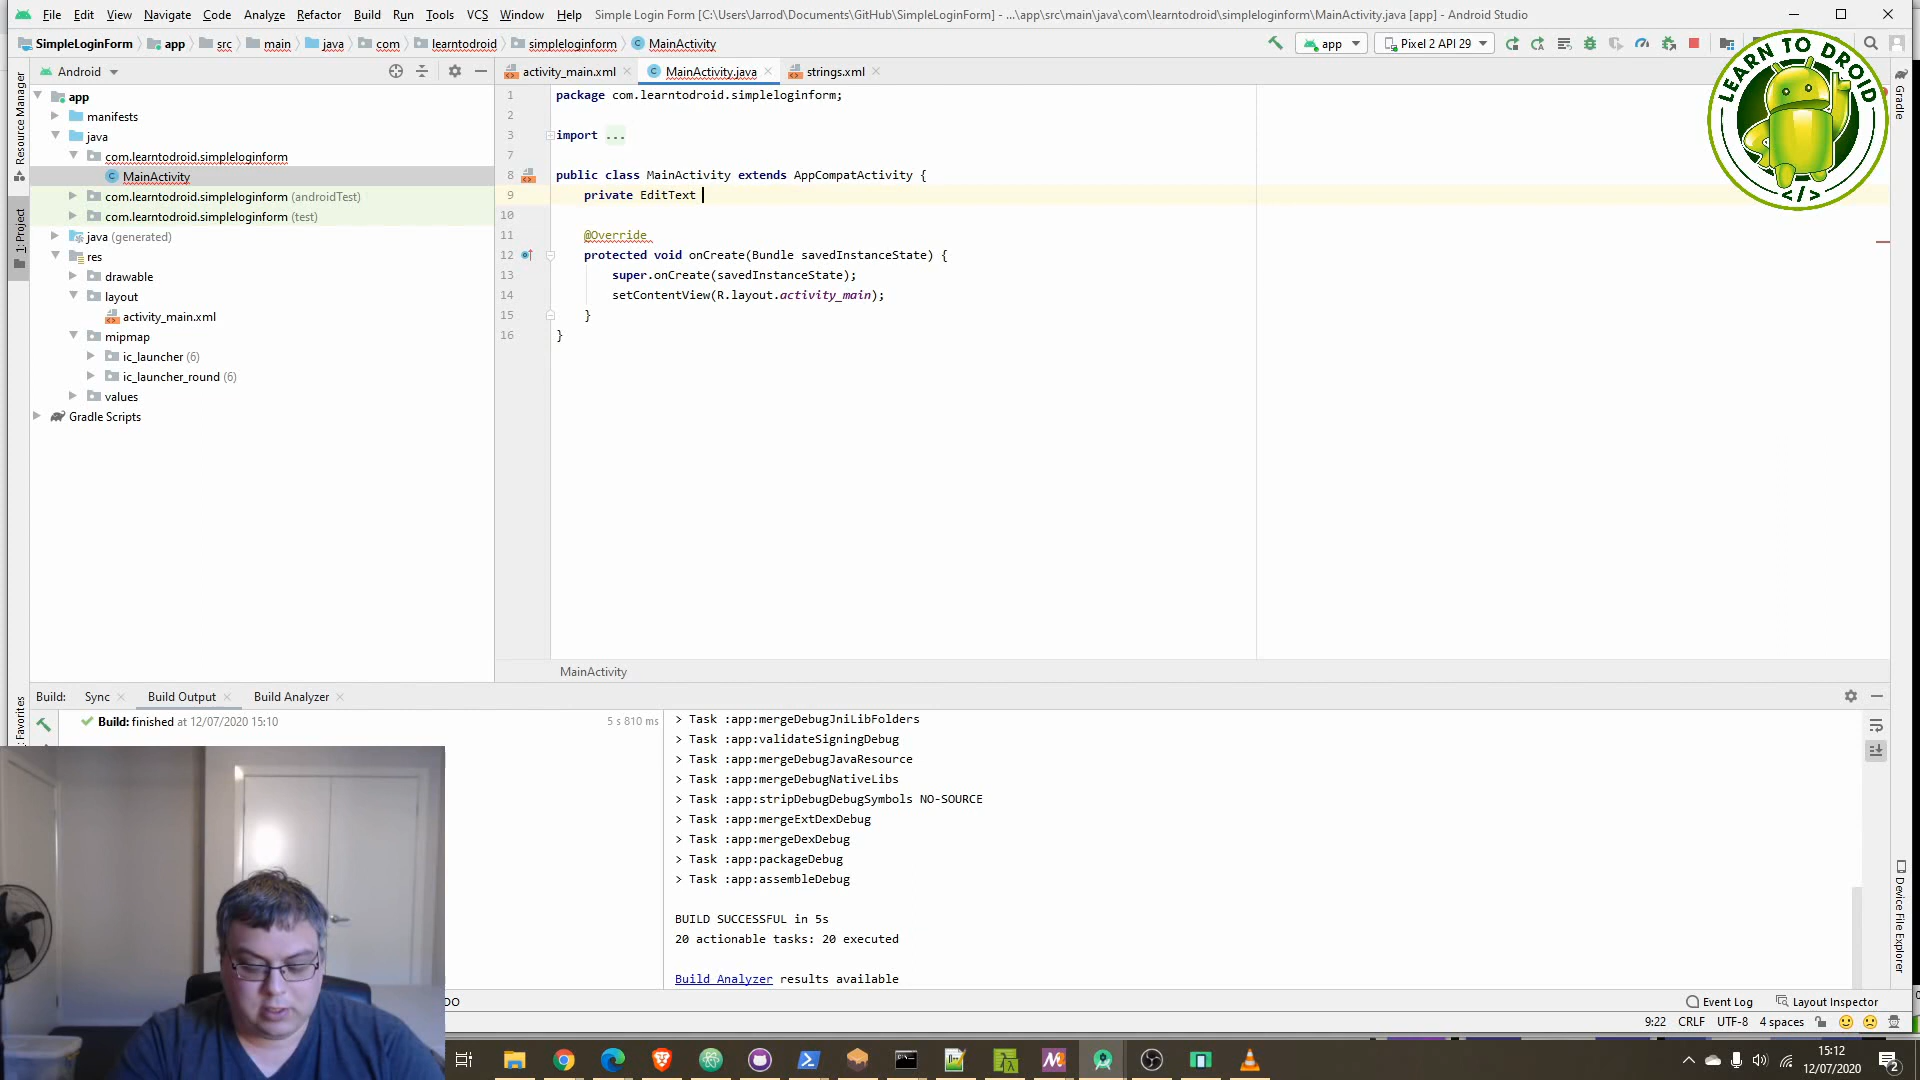 File Edit View Navigate Code Analyze Refactor Build Run Tools VCS Window Help Simple Login Form [C:\Users\Jarrod\Documents\GitHub\SimpleLoginForm] - ...\app\src\main\java\com\learntodroid\simpleloginform\MainActivity.java [app] - Android Studio
SimpleLoginForm app src main java com learntodroid simpleloginform MainActivity app Pixel 2 API 29
Android activity_main.xml MainActivity.java strings.xml
LEARN TO DROID
</>
Resource Manager
1: Project
Favorites
Gradle
Device File Explorer
app
manifests
java
com.learntodroid.simpleloginform
MainActivity
com.learntodroid.simpleloginform (androidTest)
com.learntodroid.simpleloginform (test)
java (generated)
res
drawable
layout
activity_main.xml
mipmap
ic_launcher (6)
ic_launcher_round (6)
values
Gradle Scripts
1 package com.learntodroid.simpleloginform;
2
3 import ...
7
8 public class MainActivity extends AppCompatActivity {
9 private EditText
10
11 @Override
12 protected void onCreate(Bundle savedInstanceState) {
13 super.onCreate(savedInstanceState);
14 setContentView(R.layout.activity_main);
15 }
16 }
MainActivity
Build: Sync Build Output Build Analyzer
Build: finished at 12/07/2020 15:10 5 s 810 ms
> Task :app:mergeDebugJniLibFolders
> Task :app:validateSigningDebug
> Task :app:mergeDebugJavaResource
> Task :app:mergeDebugNativeLibs
> Task :app:stripDebugDebugSymbols NO-SOURCE
> Task :app:mergeExtDexDebug
> Task :app:mergeDexDebug
> Task :app:packageDebug
> Task :app:assembleDebug
BUILD SUCCESSFUL in 5s
20 actionable tasks: 20 executed
Build Analyzer results available
Event Log Layout Inspector
9:22 CRLF UTF-8 4 spaces
15:12
12/07/2020
2